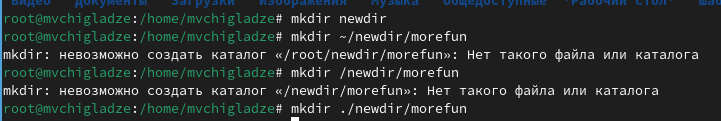 Видео Документы Загрузки Изображения Музыка Общедоступные 'Рабочий стол'
root@mvchigladze:/home/mvchigladze# mkdir newdir
root@mvchigladze:/home/mvchigladze# mkdir ~/newdir/morefun
mkdir: невозможно создать каталог «/root/newdir/morefun»: Нет такого файла или каталога
root@mvchigladze:/home/mvchigladze# mkdir /newdir/morefun
mkdir: невозможно создать каталог «/newdir/morefun»: Нет такого файла или каталога
root@mvchigladze:/home/mvchigladze# mkdir ./newdir/morefun